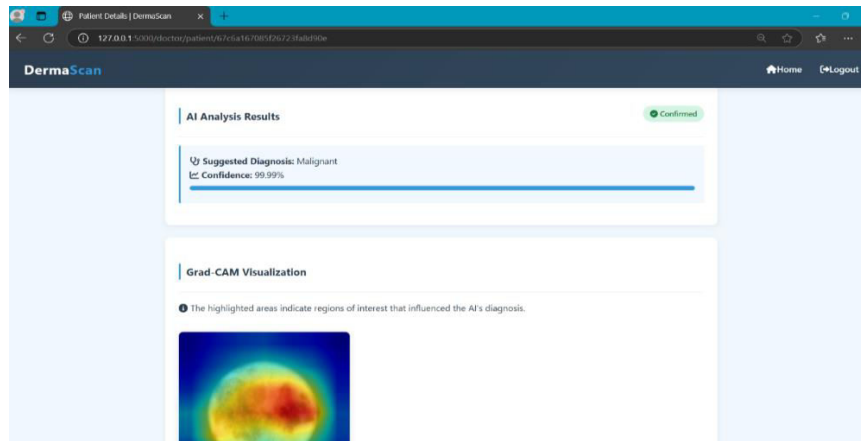 Patient Details | DermaScan
127.0.0.1:5000/doctor/patient/67c6a167085f26723fa8d90e
DermaScan
Home
Logout
AI Analysis Results
Confirmed
Suggested Diagnosis: Malignant
Confidence: 99.99%
Grad-CAM Visualization
The highlighted areas indicate regions of interest that influenced the AI's diagnosis.